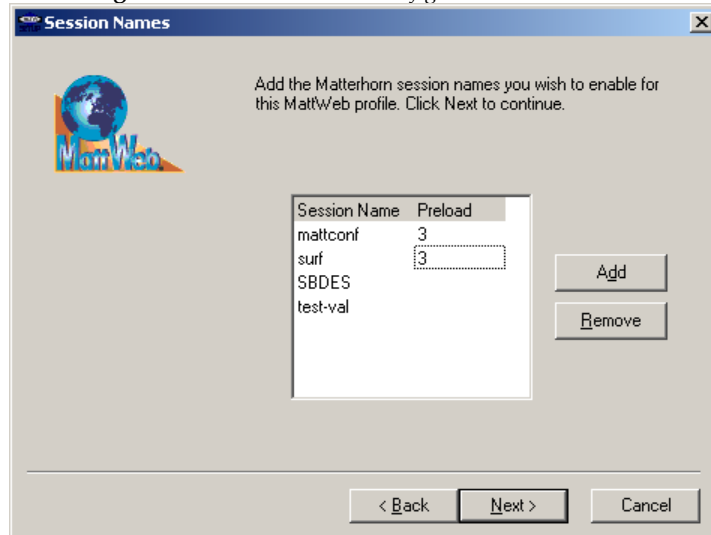 Session Names
Add the Matterhorn session names you wish to enable for
this MattWeb profile. Click Next to continue.
MattWeb
Session Name Preload
mattconf 3
surf 3
SBDES
test-val
Add
Remove
< Back Next > Cancel